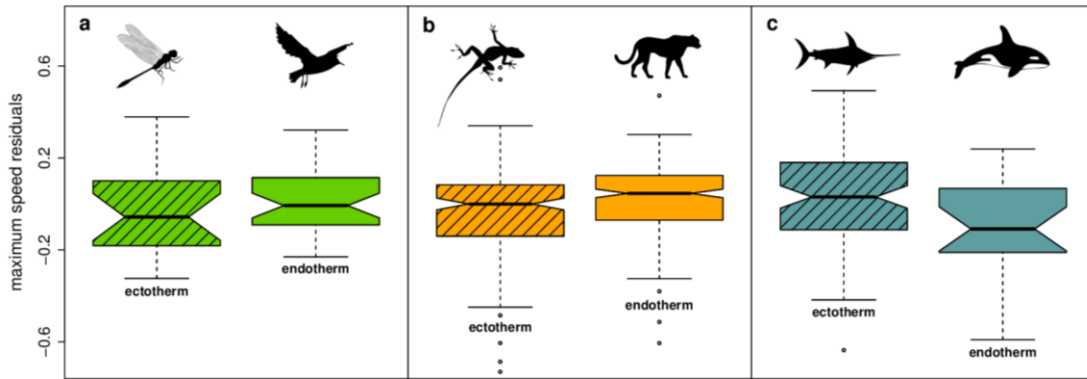 a
b
c
maximum speed residuals
0.6
0.2
−0.2
−0.6
ectotherm
endotherm
ectotherm
endotherm
ectotherm
endotherm